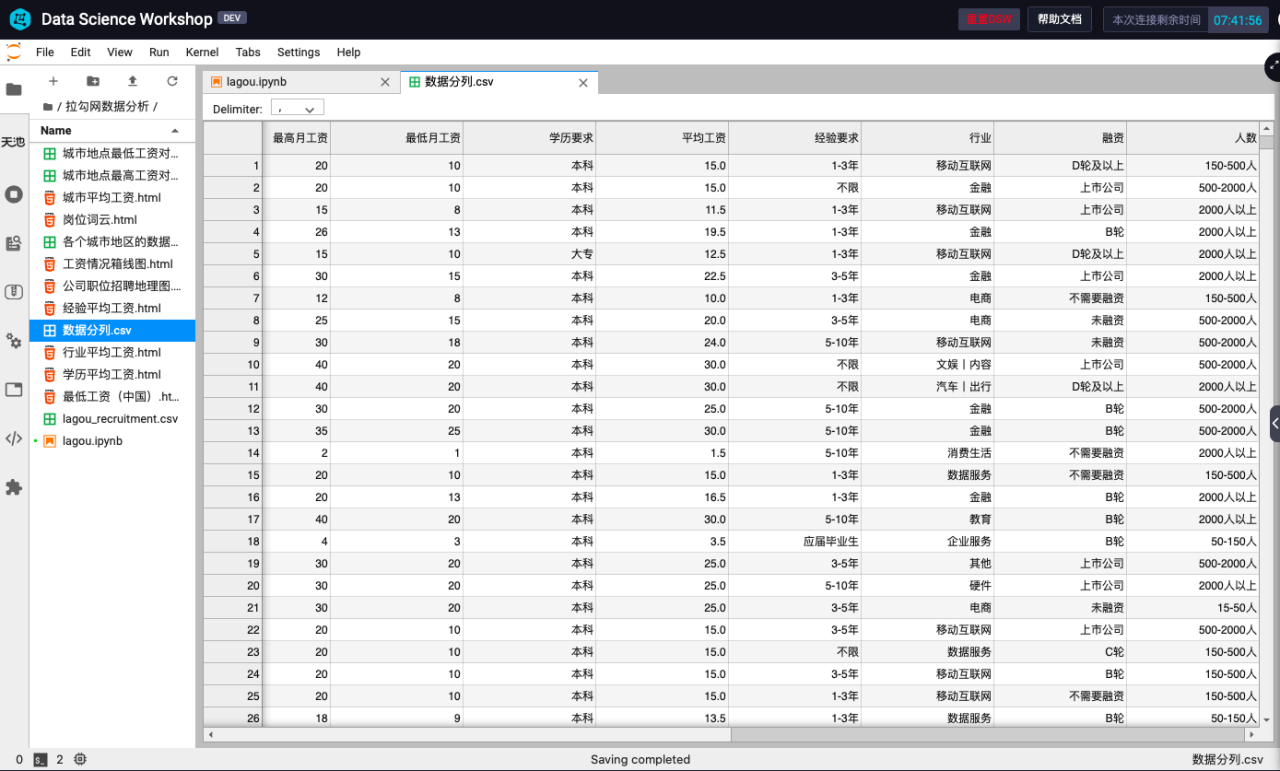 Data Science Workshop DEV 重置DSW 帮助文档 本次连接剩余时间 07:41:56
File Edit View Run Kernel Tabs Settings Help
lagou.ipynb 数据分列.csv
/ 拉勾网数据分析 /
Delimiter: ,
Name
天池
城市地点最低工资对...
城市地点最高工资对...
城市平均工资.html
岗位词云.html
各个城市地区的数据...
工资情况箱线图.html
公司职位招聘地理图....
经验平均工资.html
数据分列.csv
行业平均工资.html
学历平均工资.html
最低工资（中国）.ht...
lagou_recruitment.csv
lagou.ipynb
最高月工资 最低月工资 学历要求 平均工资 经验要求 行业 融资 人数
1 20 10 本科 15.0 1-3年 移动互联网 D轮及以上 150-500人
2 20 10 本科 15.0 不限 金融 上市公司 500-2000人
3 15 8 本科 11.5 1-3年 移动互联网 上市公司 2000人以上
4 26 13 本科 19.5 1-3年 金融 B轮 2000人以上
5 15 10 大专 12.5 1-3年 移动互联网 D轮及以上 2000人以上
6 30 15 本科 22.5 3-5年 金融 上市公司 2000人以上
7 12 8 本科 10.0 1-3年 电商 不需要融资 150-500人
8 25 15 本科 20.0 3-5年 电商 未融资 500-2000人
9 30 18 本科 24.0 5-10年 移动互联网 未融资 500-2000人
10 40 20 本科 30.0 不限 文娱丨内容 上市公司 500-2000人
11 40 20 本科 30.0 不限 汽车丨出行 D轮及以上 500-2000人
12 30 20 本科 25.0 5-10年 金融 B轮 500-2000人
13 35 25 本科 30.0 5-10年 金融 B轮 500-2000人
14 2 1 本科 1.5 5-10年 消费生活 不需要融资 2000人以上
15 20 10 本科 15.0 1-3年 数据服务 不需要融资 150-500人
16 20 13 本科 16.5 1-3年 金融 B轮 2000人以上
17 40 20 本科 30.0 5-10年 教育 B轮 2000人以上
18 4 3 本科 3.5 应届毕业生 企业服务 B轮 50-150人
19 30 20 本科 25.0 3-5年 其他 上市公司 500-2000人
20 30 20 本科 25.0 5-10年 硬件 上市公司 2000人以上
21 30 20 本科 25.0 3-5年 电商 未融资 15-50人
22 20 10 本科 15.0 3-5年 移动互联网 上市公司 500-2000人
23 20 10 本科 15.0 不限 数据服务 C轮 150-500人
24 20 10 本科 15.0 3-5年 移动互联网 B轮 150-500人
25 20 10 本科 15.0 1-3年 移动互联网 不需要融资 150-500人
26 18 9 本科 13.5 1-3年 数据服务 B轮 50-150人
0 2 Saving completed 数据分列.csv